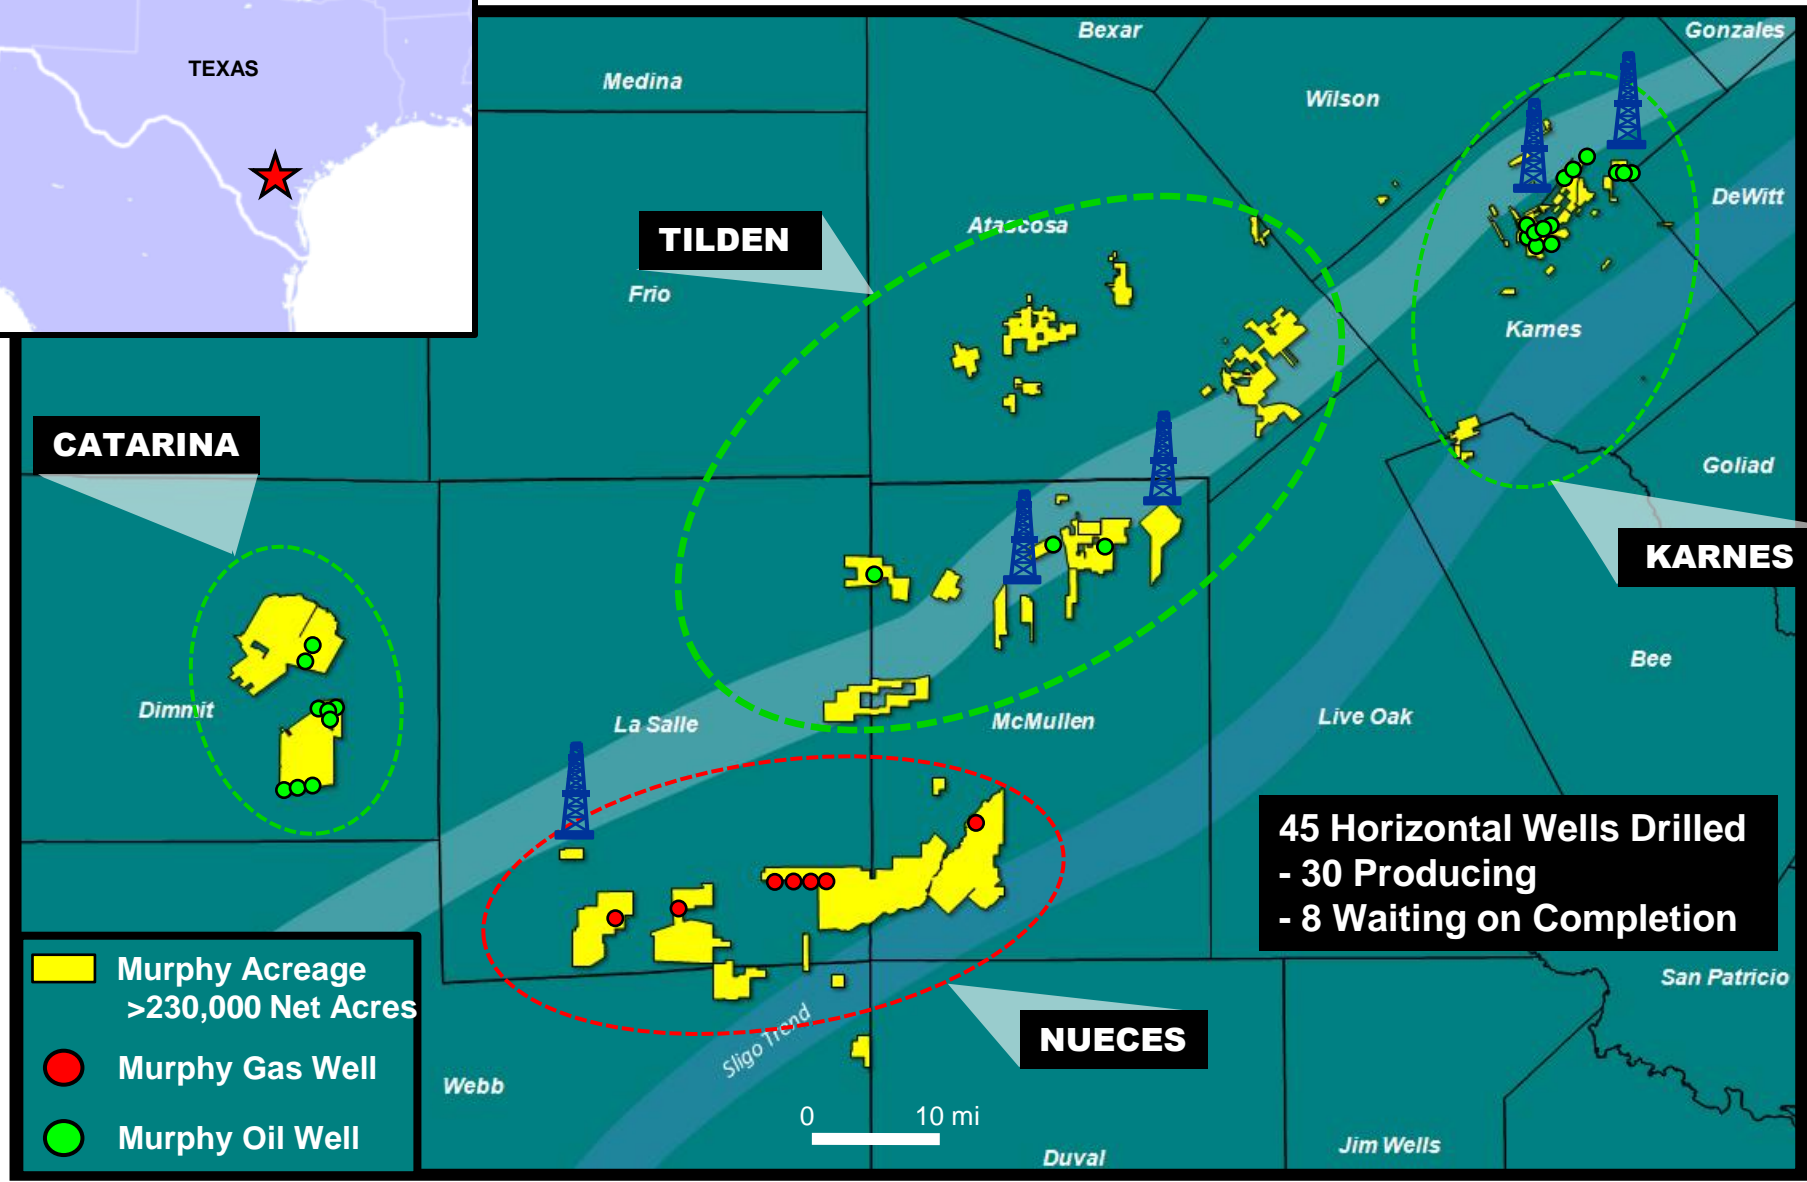 TEXAS
Bexar
Gonzales
Medina
Wilson
DeWitt
TILDEN
Atascosa
Frio
Karnes
CATARINA
Goliad
KARNES
Bee
Dimmit
La Salle
McMullen
Live Oak
45 Horizontal Wells Drilled
- 30 Producing
- 8 Waiting on Completion
Murphy Acreage
>230,000 Net Acres
San Patricio
Sligo Trend
NUECES
Murphy Gas Well
Webb
0 10 mi
Murphy Oil Well
Duval
Jim Wells